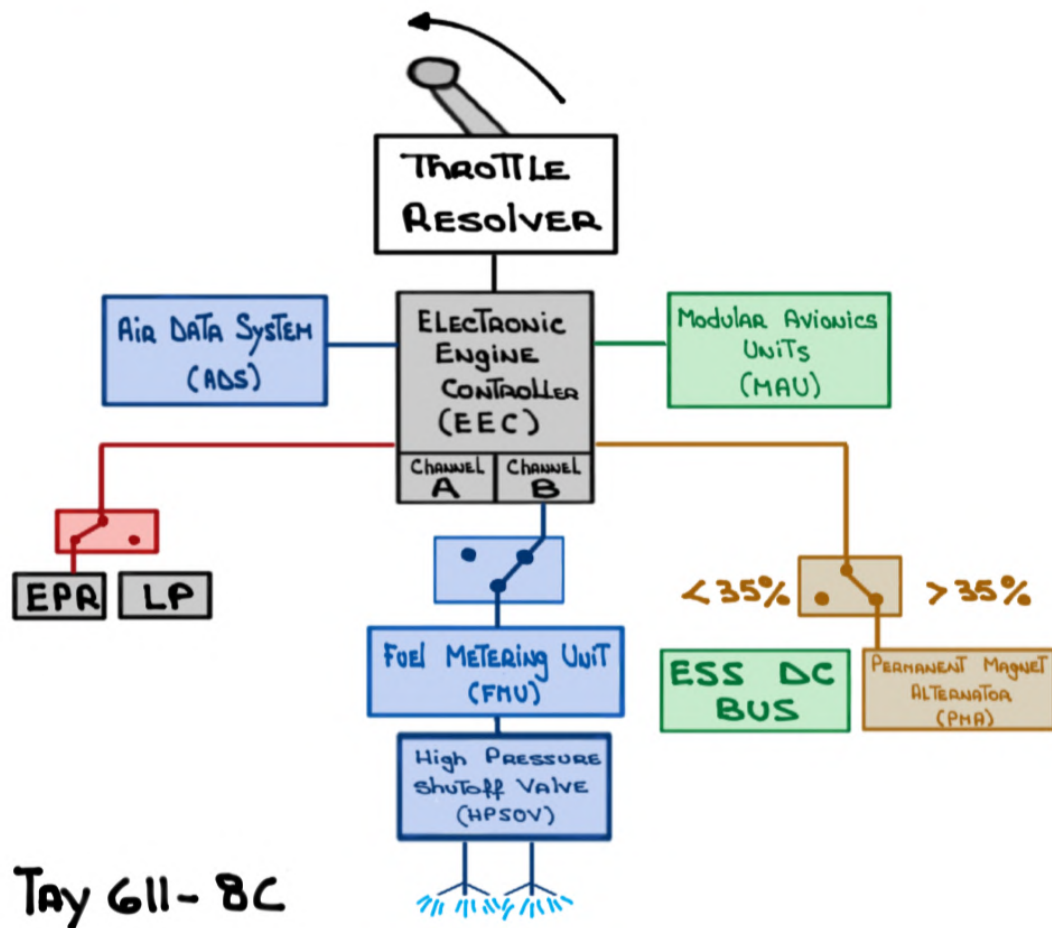 THROTTLE
RESOLVER
AIR DATA SYSTEM
(ADS)
ELECTRONIC
ENGINE
CONTROLLER
(EEC)
MODULAR AVIONICS
UNITS
(MAU)
CHANNEL
A
CHANNEL
B
EPR
LP
<35%
>35%
FUEL METERING UNIT
(FMU)
ESS DC
BUS
PERMANENT MAGNET
ALTERNATOR
(PMA)
HIGH PRESSURE
SHUTOFF VALVE
(HPSOV)
TAY 611-8C